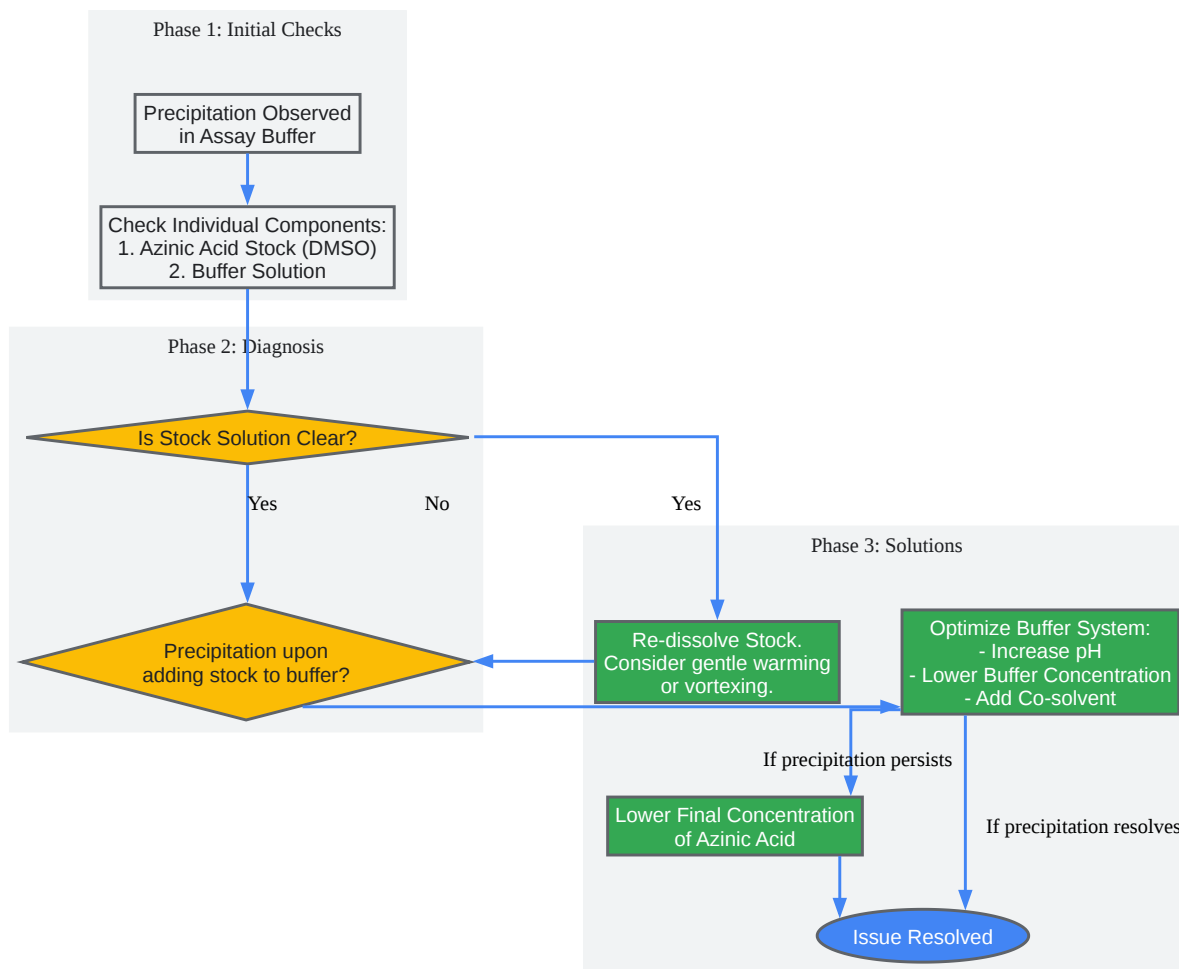 Phase 1: Initial Checks
Precipitation Observed
in Assay Buffer
Check Individual Components:
1. Azinic Acid Stock (DMSO)
2. Buffer Solution
Phase 2: Diagnosis
Is Stock Solution Clear?
Yes
No
Yes
Phase 3: Solutions
Precipitation upon
adding stock to buffer?
Re-dissolve Stock.
Consider gentle warming
or vortexing.
Optimize Buffer System:
- Increase pH
- Lower Buffer Concentration
- Add Co-solvent
If precipitation persists
Lower Final Concentration
of Azinic Acid
If precipitation resolves
Issue Resolved